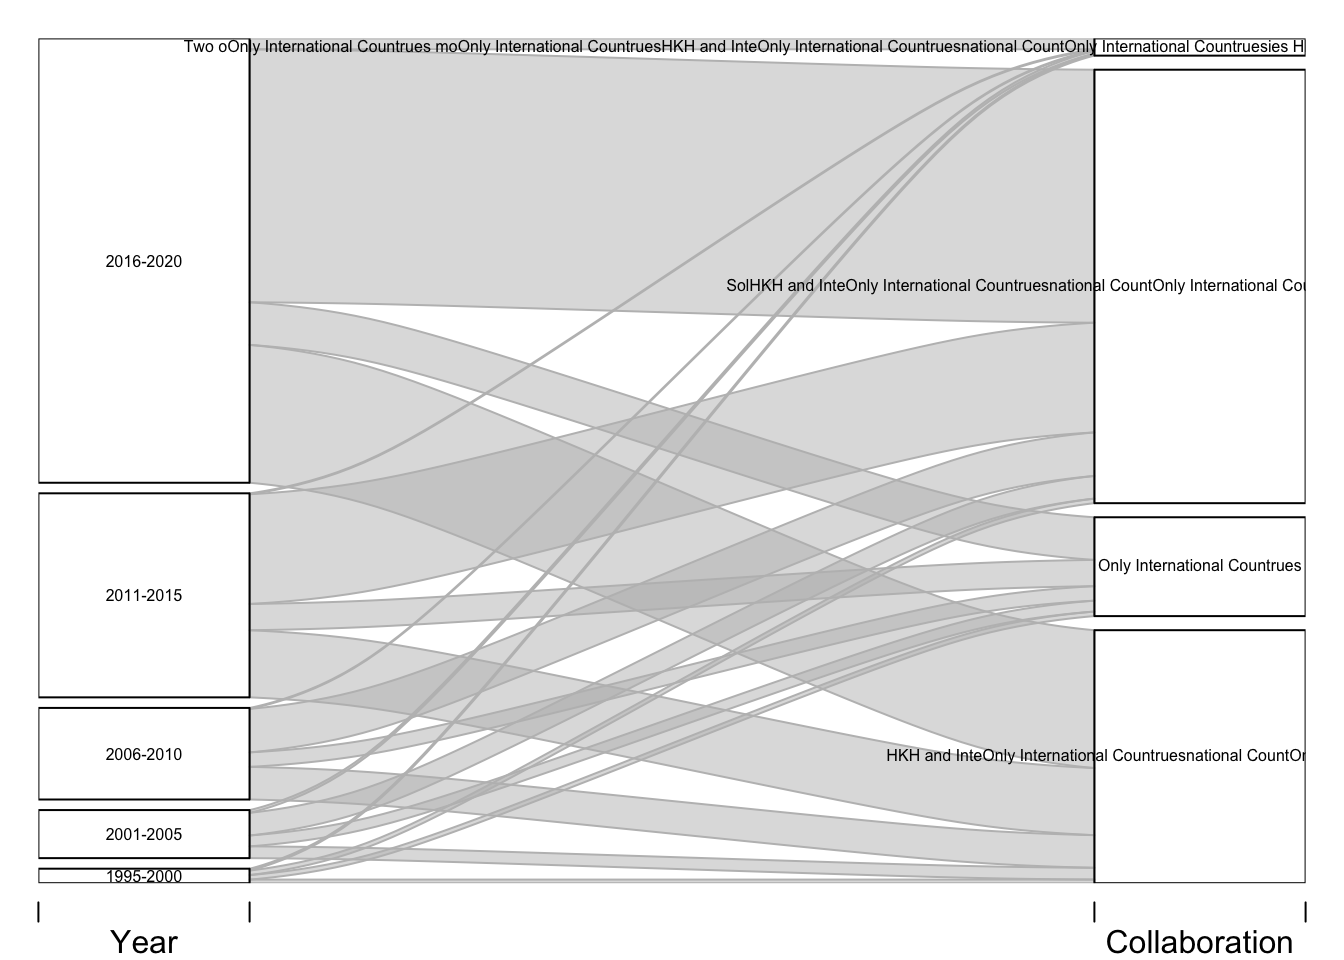 Two oOnly International Countrues moOnly International CountruesHKH and InteOnly International Countruesnational CountOnly International Countruesies H
2016-2020
SolHKH and InteOnly International Countruesnational CountOnly International Cou
Only International Countrues
2011-2015
2006-2010
HKH and InteOnly International Countruesnational CountOn
2001-2005
1995-2000
Year
Collaboration